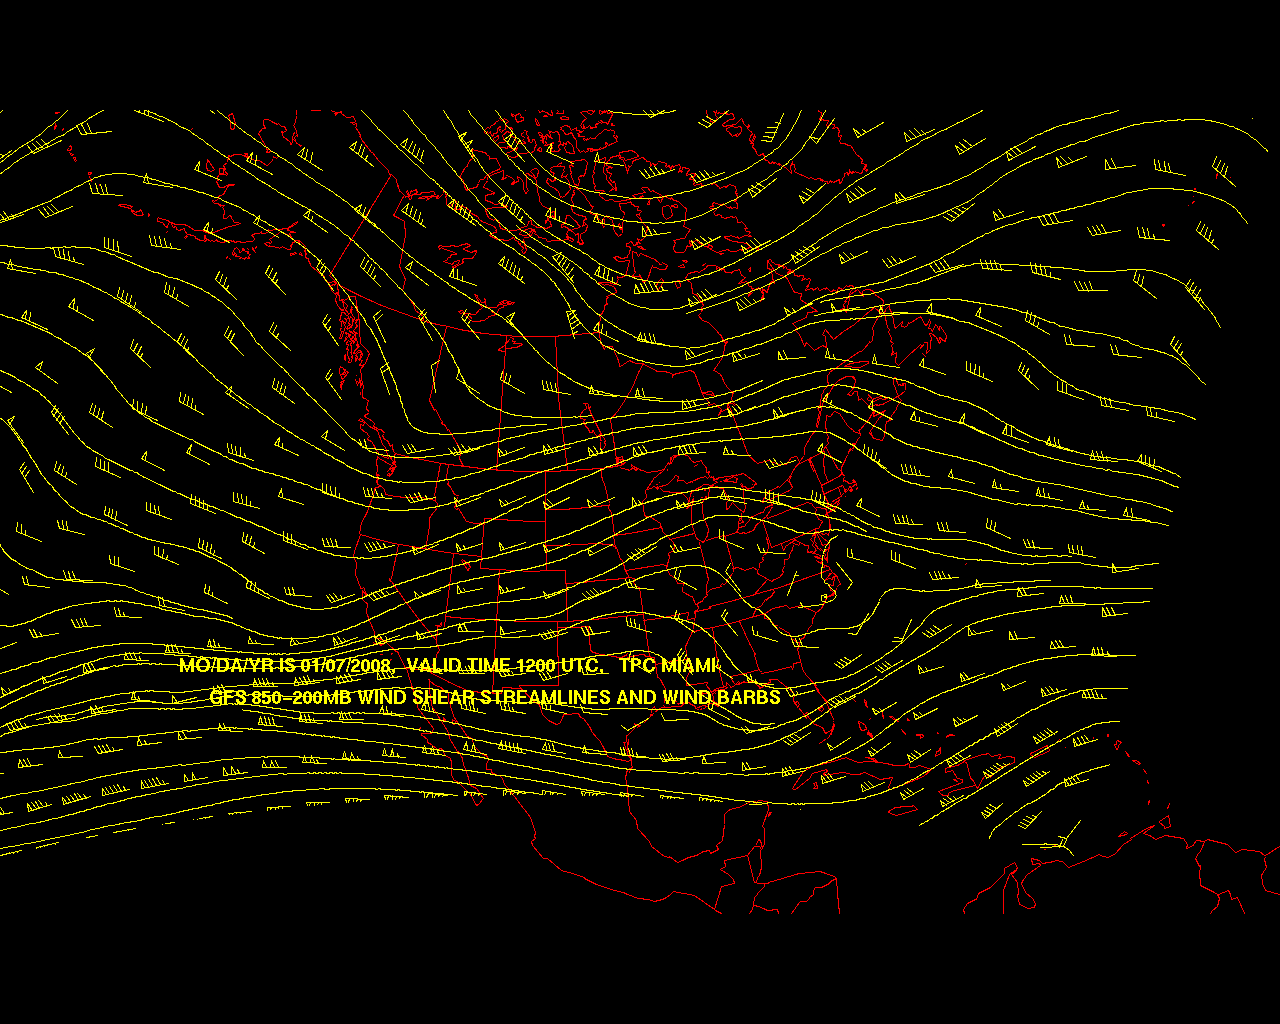 MO/DA/YR IS 01/07/2008, VALID TIME 1200 UTC. TPC MIAMI
GFS 850-200MB WIND SHEAR STREAMLINES AND WIND BARBS